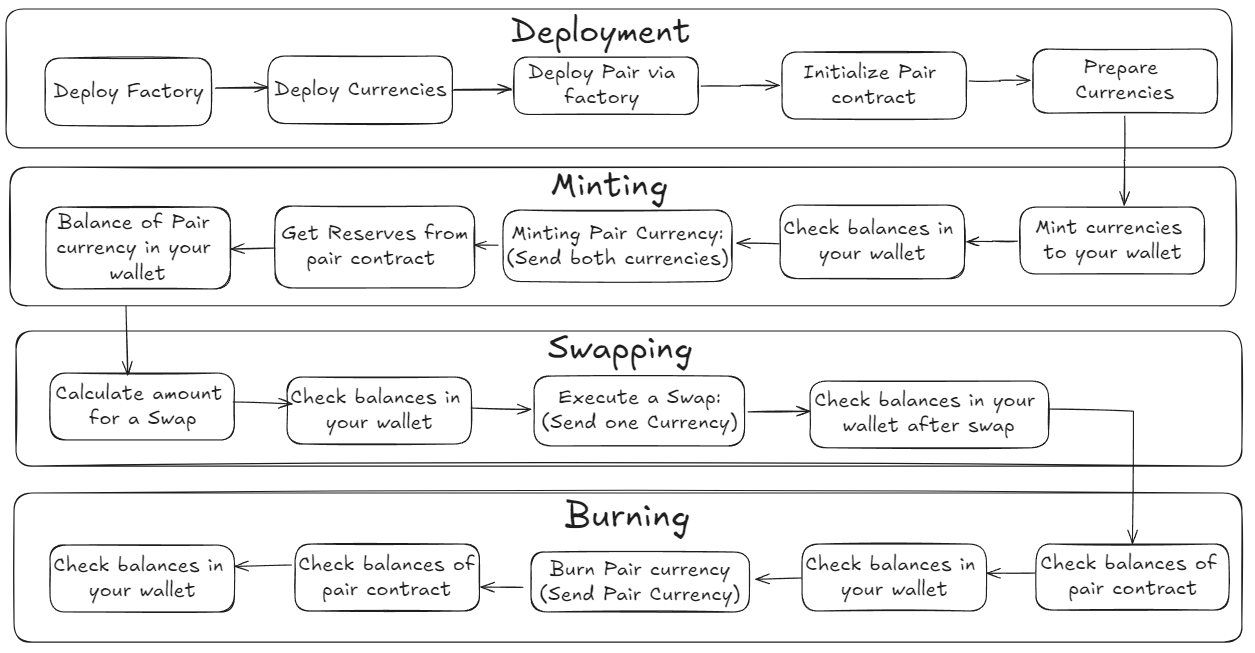 Deployment
Deploy Factory
Deploy Currencies
Deploy Pair via
factory
Initialize Pair
contract
Prepare
Currencies
Minting
Balance of Pair
currency in your
wallet
Get Reserves from
pair contract
Minting Pair Currency:
(Send both currencies)
Check balances in
your wallet
Mint currencies
to your wallet
Swapping
Calculate amount
for a Swap
Check balances in
your wallet
Execute a Swap:
(Send one Currency)
Check balances in your
wallet after swap
Burning
Check balances in
your wallet
Check balances of
pair contract
Burn Pair currency
(Send Pair Currency)
Check balances in
your wallet
Check balances of
pair contract